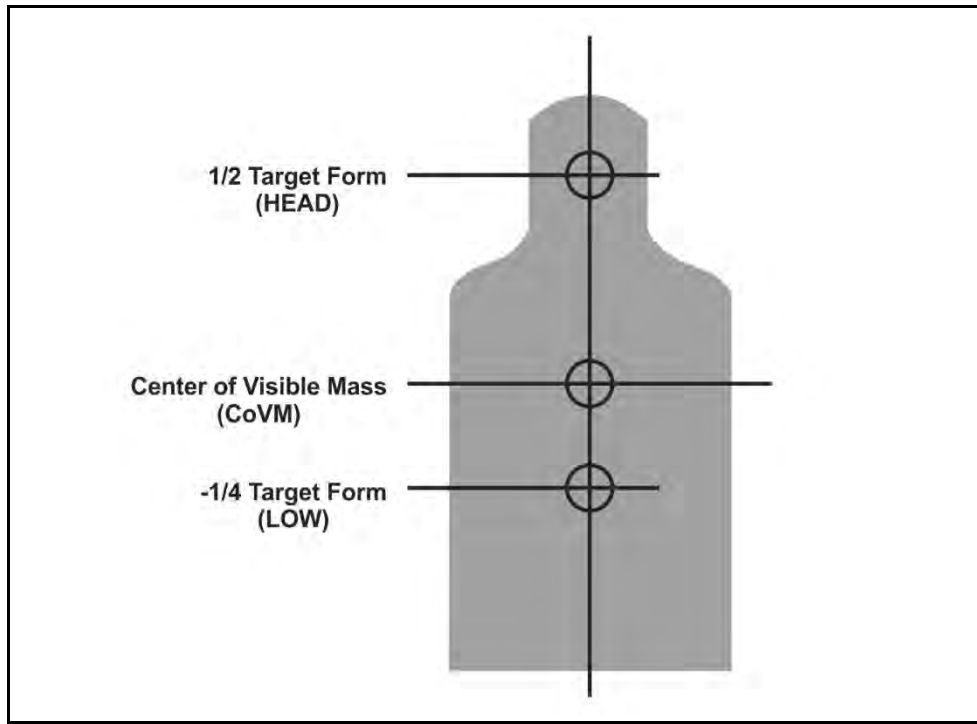 1/2 Target Form
(HEAD)
Center of Visible Mass
(CoVM)
-1/4 Target Form
(LOW)